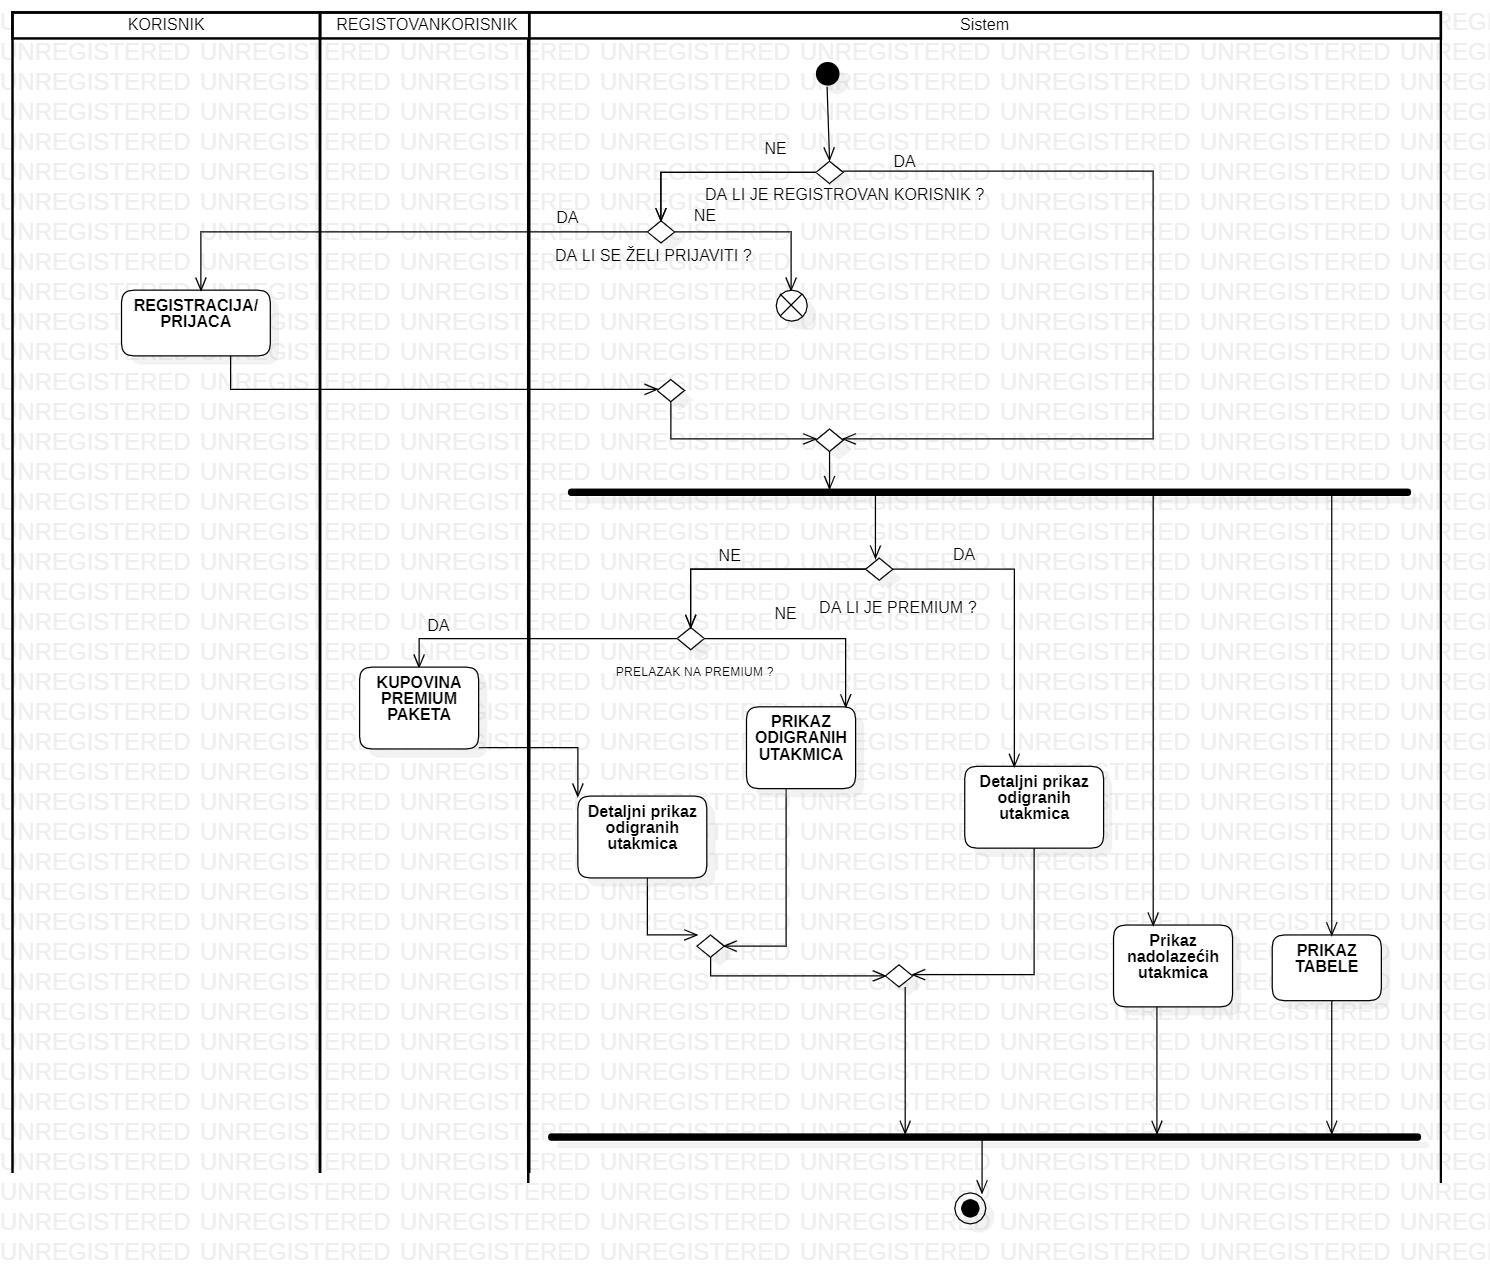 KORISNIK
REGISTOVANKORISNIK
Sistem
NE
DA
DA LI JE REGISTROVAN KORISNIK ?
DA
NE
DA LI SE ŽELI PRIJAVITI ?
REGISTRACIJA/
PRIJACA
NE
DA
DA LI JE PREMIUM ?
NE
DA
PRELAZAK NA PREMIUM ?
KUPOVINA
PREMIUM
PAKETA
PRIKAZ
ODIGRANIH
UTAKMICA
Detaljni prikaz
odigranih
utakmica
Detaljni prikaz
odigranih
utakmica
Prikaz
nadolazećih
utakmica
PRIKAZ
TABELE
UNREGISTERED UNREGISTERED UNREGISTERED UNREGISTERED UNREGISTERED UNREGISTERED UNREGISTERED